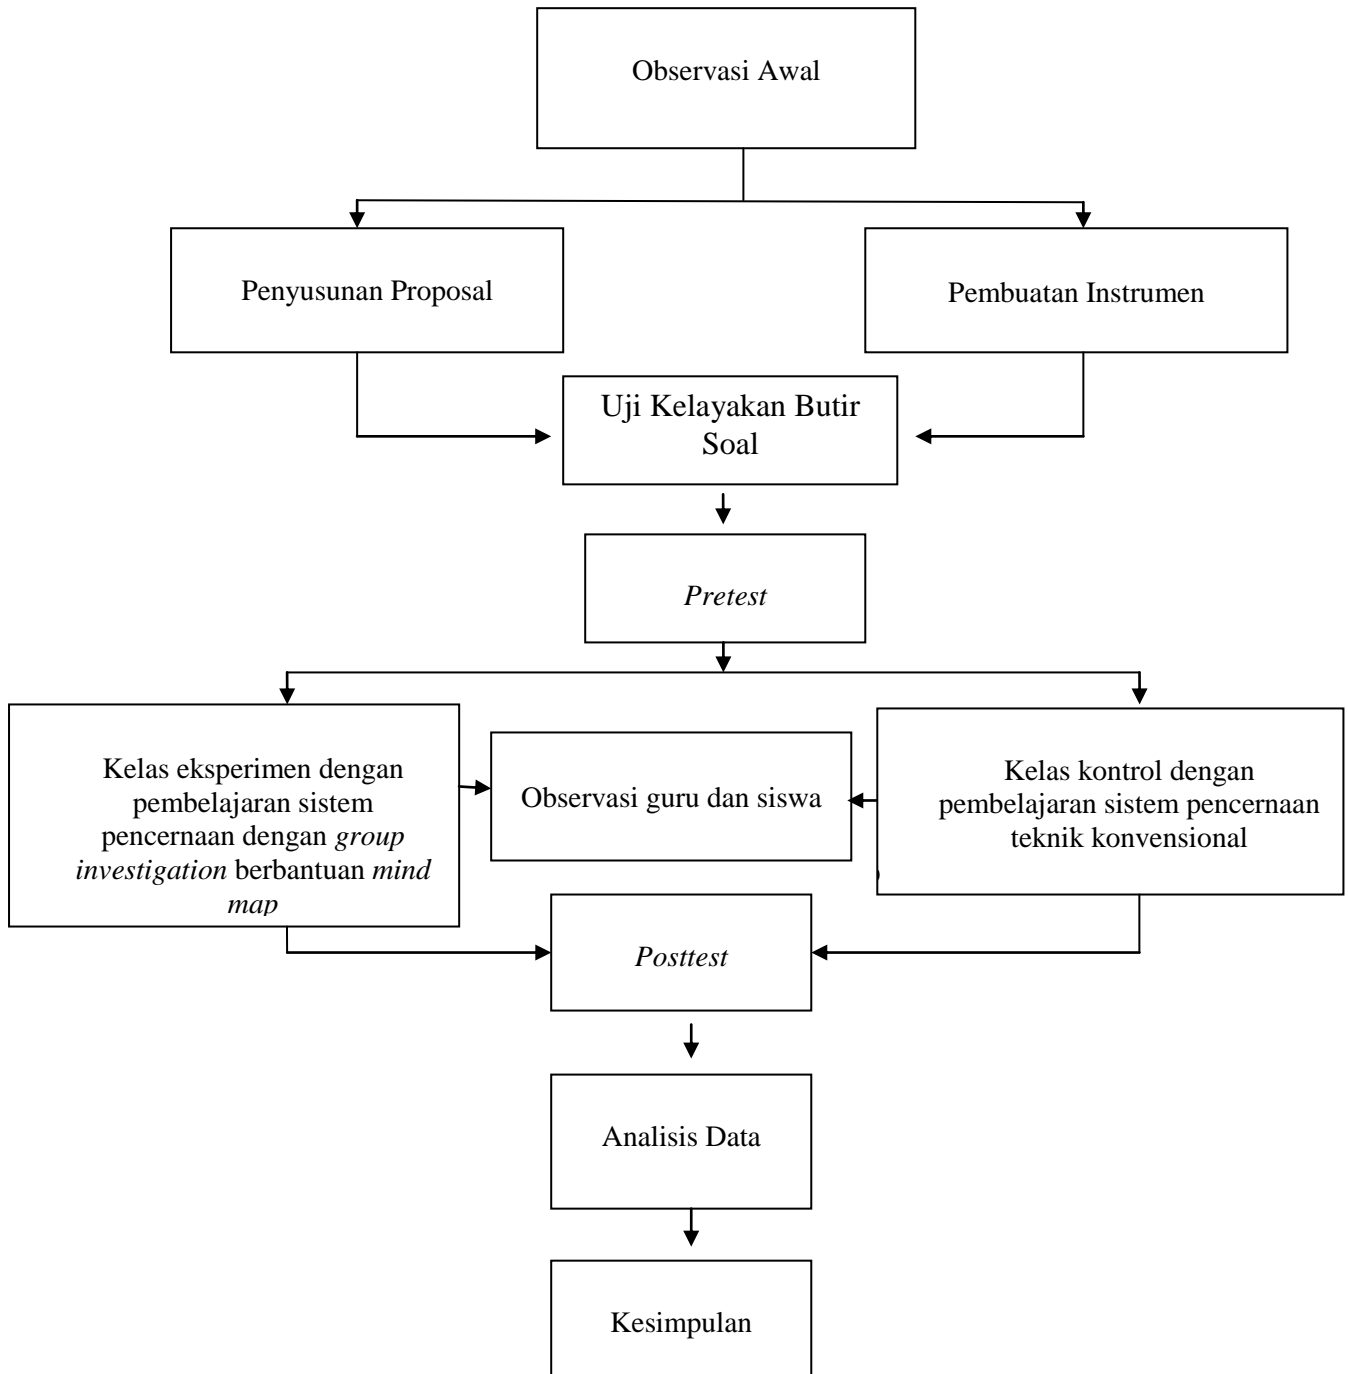 Observasi Awal
Penyusunan Proposal
Pembuatan Instrumen
Uji Kelayakan Butir
Soal
Pretest
Kelas eksperimen dengan
pembelajaran sistem
pencernaan dengan group
investigation berbantuan mind
map
Observasi guru dan siswa
Kelas kontrol dengan
pembelajaran sistem pencernaan
teknik konvensional
Posttest
Analisis Data
Kesimpulan